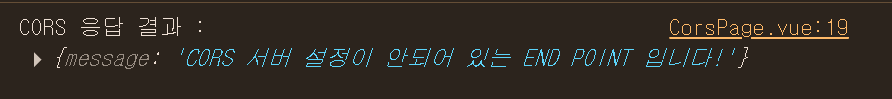 CORS 응답 결과 : CorsPage.vue:19
▶ {message: 'CORS 서버 설정이 안되어 있는 END POINT 입니다!'}